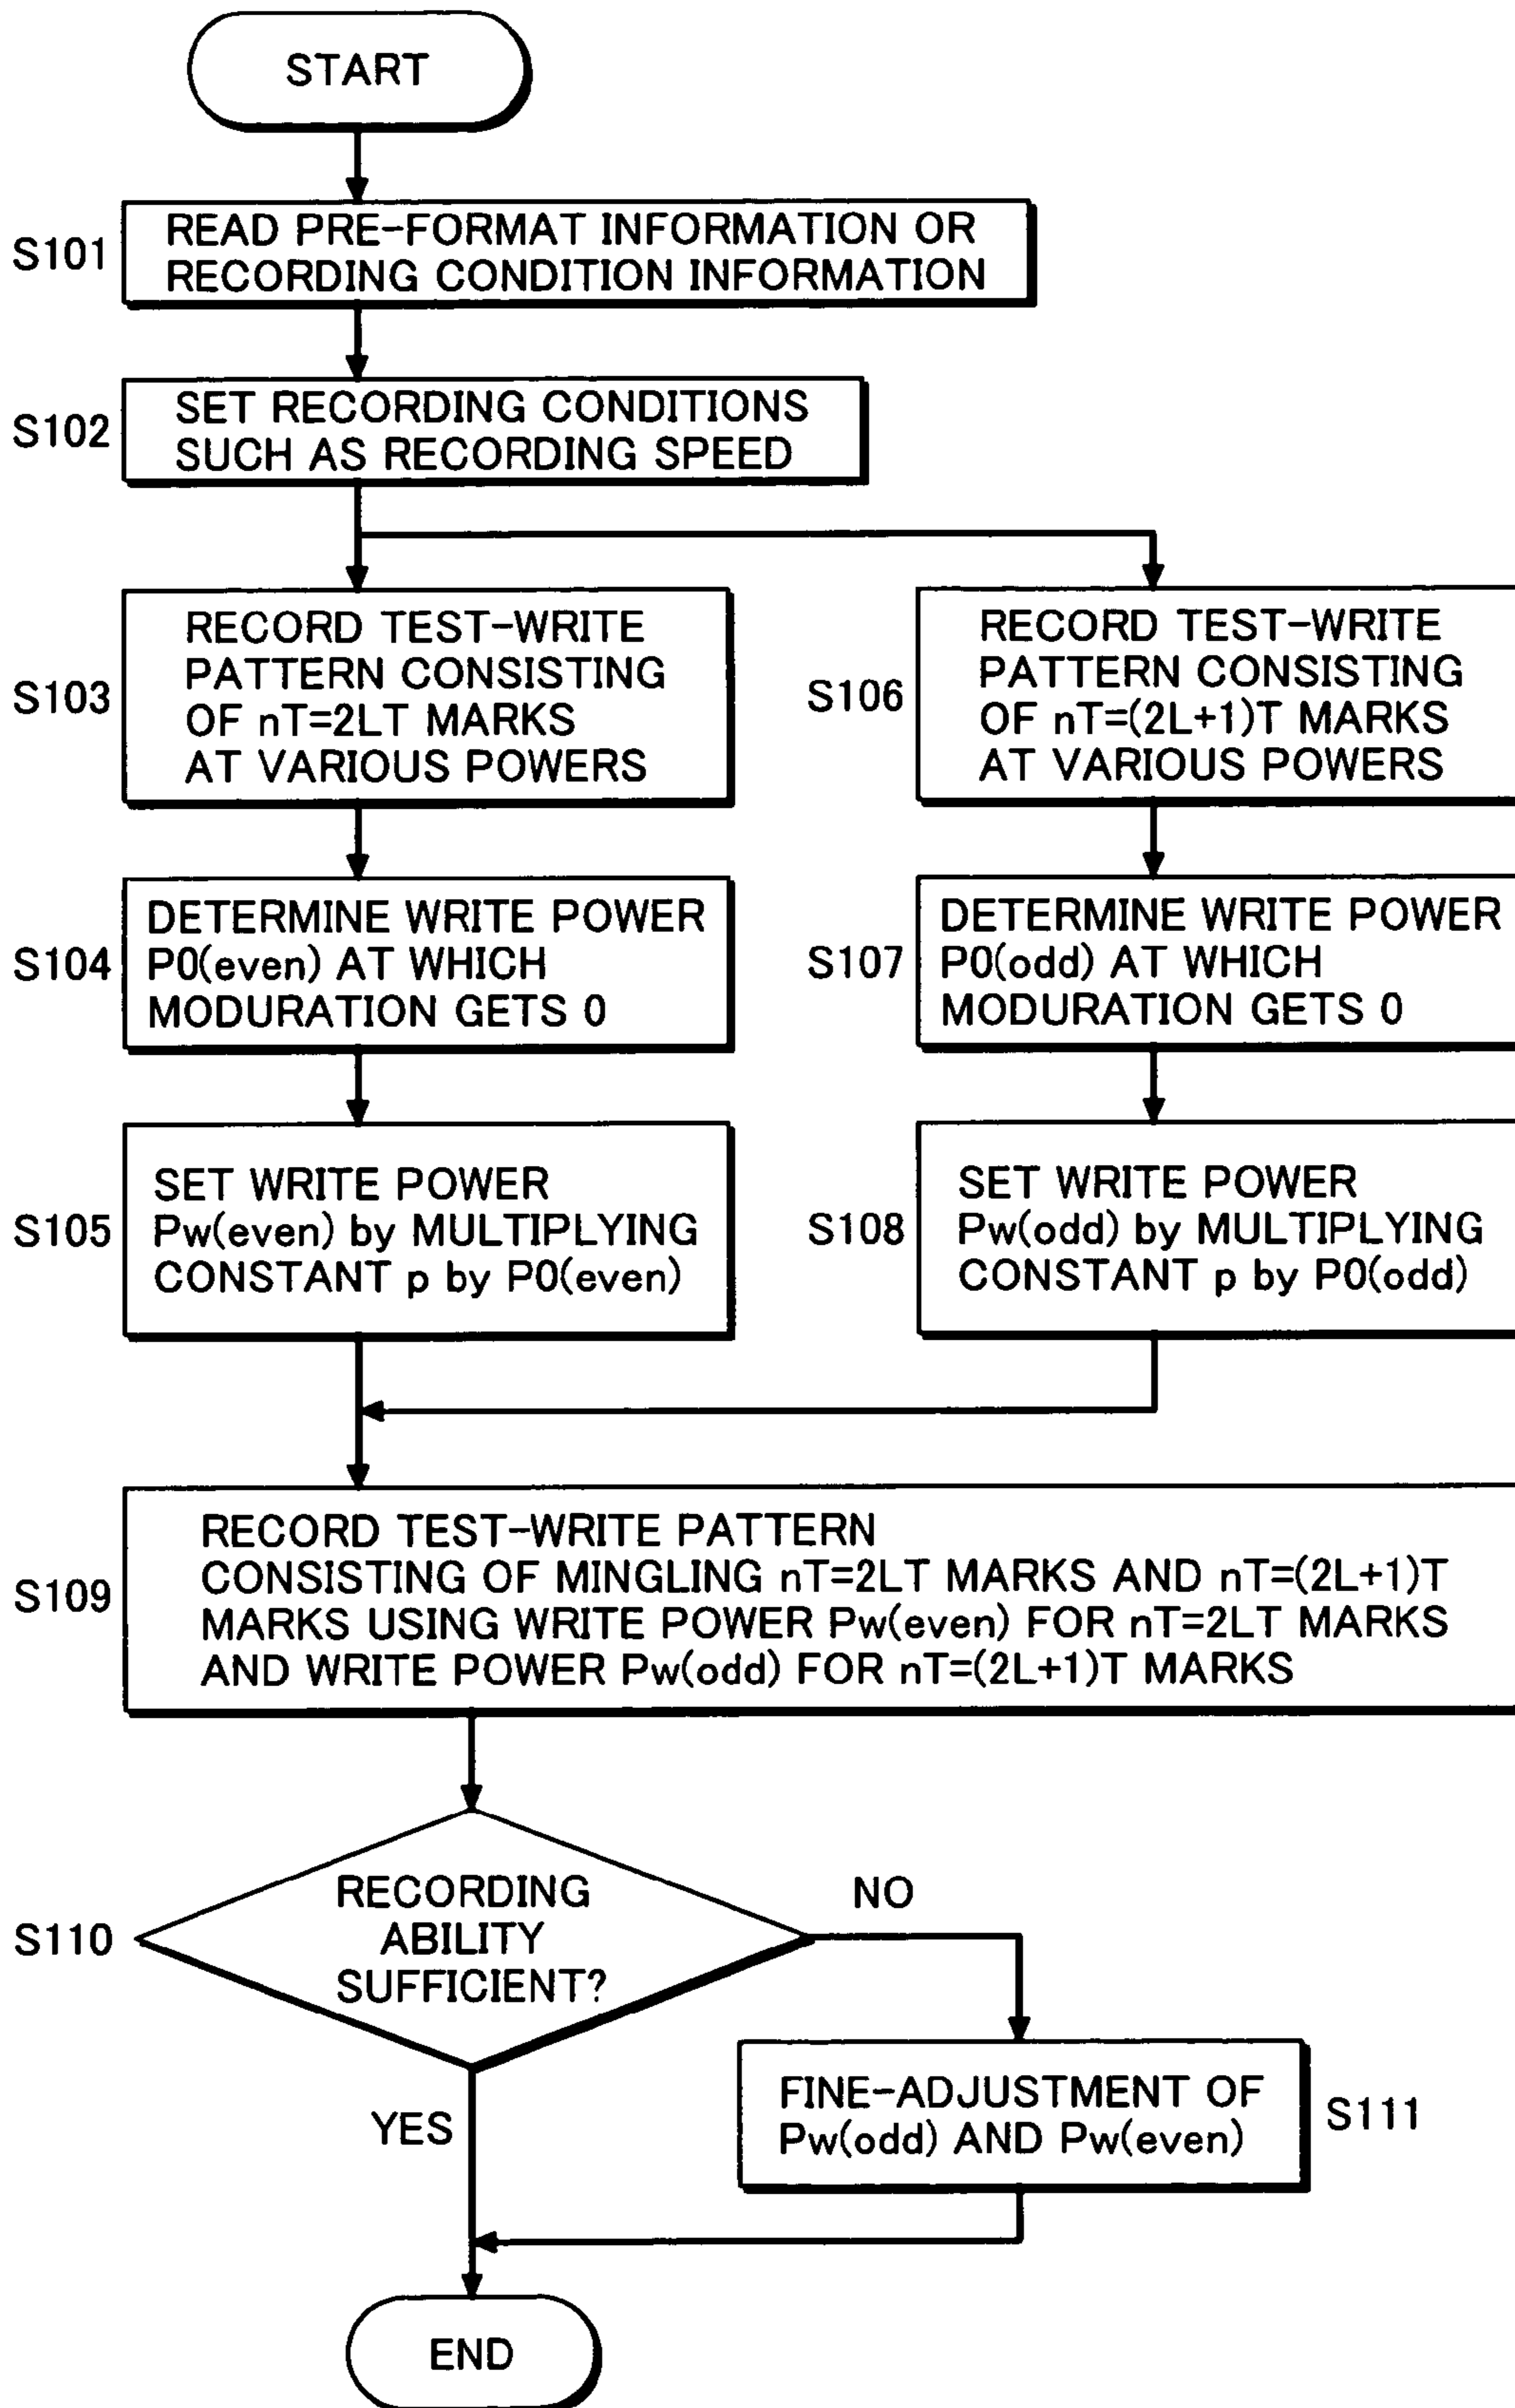 START
S101
READ PRE-FORMAT INFORMATION OR
RECORDING CONDITION INFORMATION
S102
SET RECORDING CONDITIONS
SUCH AS RECORDING SPEED
S103
RECORD TEST-WRITE
PATTERN CONSISTING
OF nT=2LT MARKS
AT VARIOUS POWERS
S106
RECORD TEST-WRITE
PATTERN CONSISTING
OF nT=(2L+1)T MARKS
AT VARIOUS POWERS
S104
DETERMINE WRITE POWER
P0(even) AT WHICH
MODURATION GETS 0
S107
DETERMINE WRITE POWER
P0(odd) AT WHICH
MODURATION GETS 0
S105
SET WRITE POWER
Pw(even) by MULTIPLYING
CONSTANT p by P0(even)
S108
SET WRITE POWER
Pw(odd) by MULTIPLYING
CONSTANT p by P0(odd)
S109
RECORD TEST-WRITE PATTERN
CONSISTING OF MINGLING nT=2LT MARKS AND nT=(2L+1)T
MARKS USING WRITE POWER Pw(even) FOR nT=2LT MARKS
AND WRITE POWER Pw(odd) FOR nT=(2L+1)T MARKS
S110
RECORDING
ABILITY
SUFFICIENT?
NO
YES
FINE-ADJUSTMENT OF
Pw(odd) AND Pw(even)
S111
END